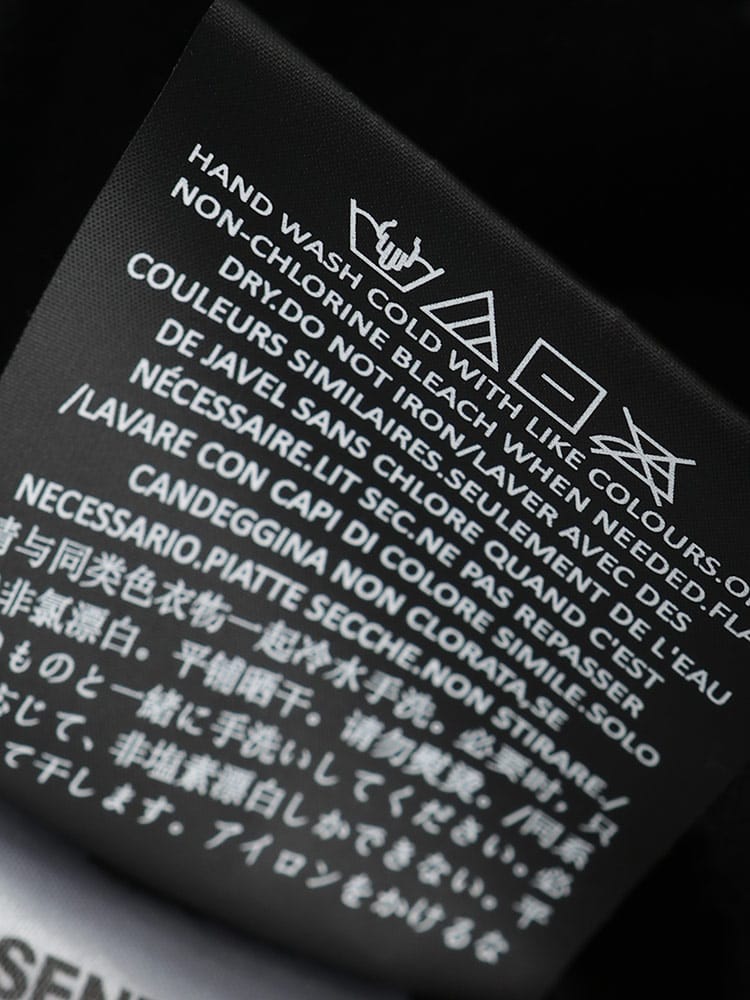 HAND WASH COLD WITH LIKE COLOURS.O
NON-CHLORINE BLEACH WHEN NEEDED.FLA
DRY.DO NOT IRON/LAVER AVEC DES
COULEURS SIMILAIRES.SEULEMENT DE L'EAU
DE JAVEL SANS CHLORE QUAND C'EST
NÉCESSAIRE.LIT SEC.NE PAS REPASSER
/LAVARE CON CAPI DI COLORE SIMILE.SOLO
CANDEGGINA NON CLORATA,SE
NECESSARIO.PIATTE SECCHE.NON STIRARE./
与同类色衣物一起冷水手洗。必要时，只
非氯漂白。平铺晒干。请勿熨烫。/同系
ものと一緒に手洗いしてください。必
応じて、非塩素漂白しかできない。平
て干します。アイロンをかけるな
SEN